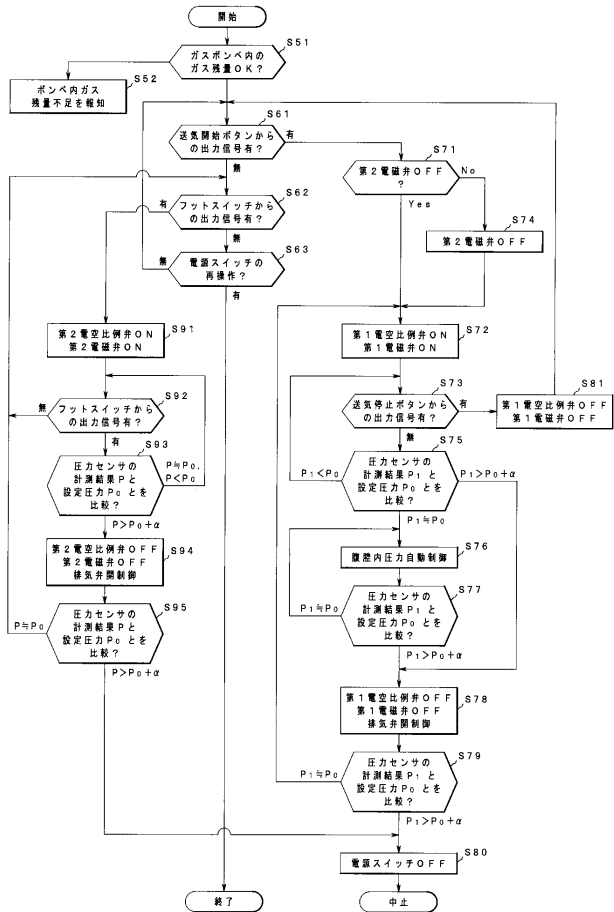 開始
S51
ガスボンベ内の
ガス残量OK？
S52
ボンベ内ガス
残量不足を報知
S61
送気開始ボタンから
の出力信号有？
有
無
S71
第2電磁弁OFF
？
No
Yes
S62
フットスイッチから
の出力信号有？
有
無
S74
第2電磁弁OFF
S63
電源スイッチの
再操作？
無
有
S91
第2電空比例弁ON
第2電磁弁ON
S72
第1電空比例弁ON
第1電磁弁ON
S92
フットスイッチから
の出力信号有？
無
有
S73
送気停止ボタンから
の出力信号有？
有
無
S81
第1電空比例弁OFF
第1電磁弁OFF
S93
圧力センサの
計測結果Pと
設定圧力P0とを
比較？
P≒P0,
P<P0
P>P0+α
S75
圧力センサの
計測結果P1と
設定圧力P0とを
比較？
P1<P0
P1>P0+α
P1≒P0
S94
第2電空比例弁OFF
第2電磁弁OFF
排気弁開制御
S76
腹腔内圧力自動制御
S95
圧力センサの
計測結果Pと
設定圧力P0とを
比較？
P≒P0
P>P0+α
S77
圧力センサの
計測結果P1と
設定圧力P0とを
比較？
P1≒P0
P1>P0+α
S78
第1電空比例弁OFF
第1電磁弁OFF
排気弁開制御
S79
圧力センサの
計測結果P1と
設定圧力P0とを
比較？
P1≒P0
P1>P0+α
S80
電源スイッチOFF
終了
中止